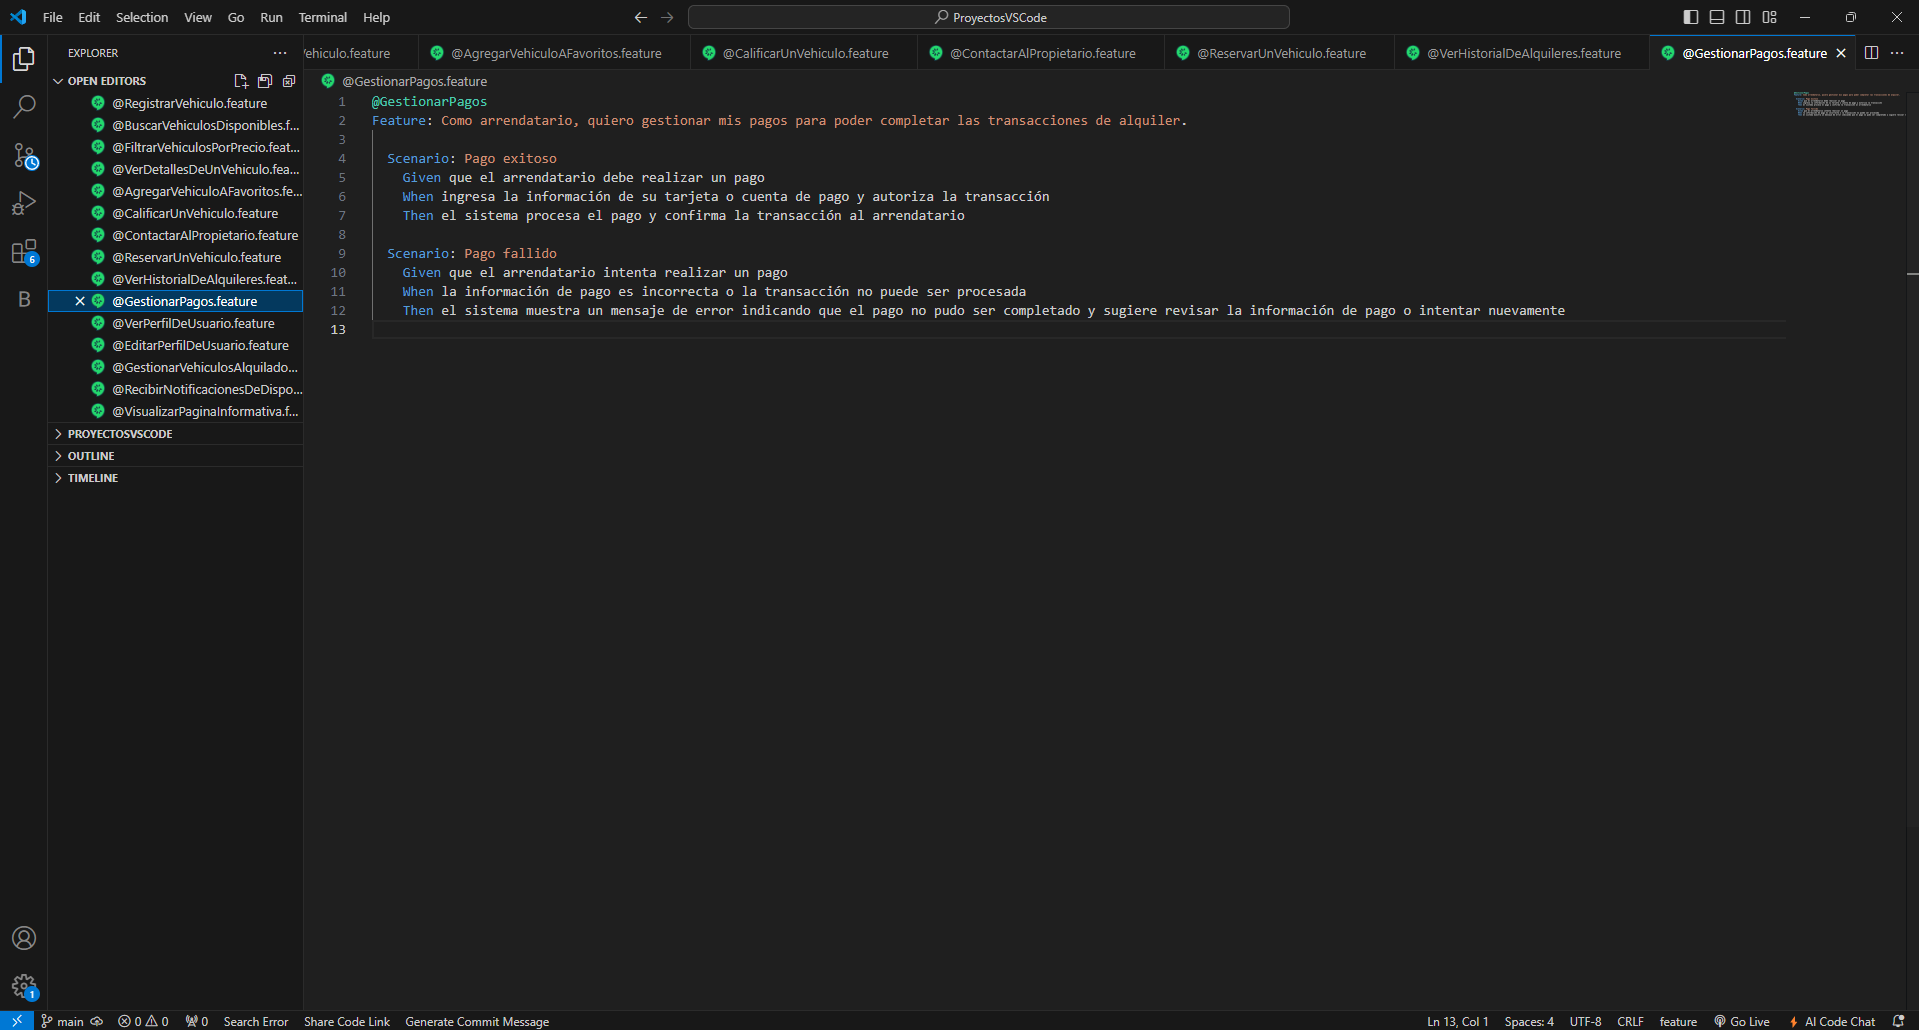 File Edit Selection View Go Run Terminal Help
ProyectosVSCode
EXPLORER
OPEN EDITORS
@RegistrarVehiculo.feature
@BuscarVehiculosDisponibles.f...
@FiltrarVehiculosPorPrecio.feat...
@VerDetallesDeUnVehiculo.fea...
@AgregarVehiculoAFavoritos.fe...
@CalificarUnVehiculo.feature
@ContactarAlPropietario.feature
@ReservarUnVehiculo.feature
@VerHistorialDeAlquileres.feat...
@GestionarPagos.feature
@VerPerfilDeUsuario.feature
@EditarPerfilDeUsuario.feature
@GestionarVehiculosAlquilado...
@RecibirNotificacionesDeDispo...
@VisualizarPaginaInformativa.f...
PROYECTOSVSCODE
OUTLINE
TIMELINE
6
B
1
ehiculo.feature @AgregarVehiculoAFavoritos.feature @CalificarUnVehiculo.feature @ContactarAlPropietario.feature @ReservarUnVehiculo.feature @VerHistorialDeAlquileres.feature @GestionarPagos.feature
@GestionarPagos.feature
1 @GestionarPagos
2 Feature: Como arrendatario, quiero gestionar mis pagos para poder completar las transacciones de alquiler.
3
4 Scenario: Pago exitoso
5 Given que el arrendatario debe realizar un pago
6 When ingresa la información de su tarjeta o cuenta de pago y autoriza la transacción
7 Then el sistema procesa el pago y confirma la transacción al arrendatario
8
9 Scenario: Pago fallido
10 Given que el arrendatario intenta realizar un pago
11 When la información de pago es incorrecta o la transacción no puede ser procesada
12 Then el sistema muestra un mensaje de error indicando que el pago no pudo ser completado y sugiere revisar la información de pago o intentar nuevamente
13
main 0 0 0 Search Error Share Code Link Generate Commit Message Ln 13, Col 1 Spaces: 4 UTF-8 CRLF feature Go Live AI Code Chat